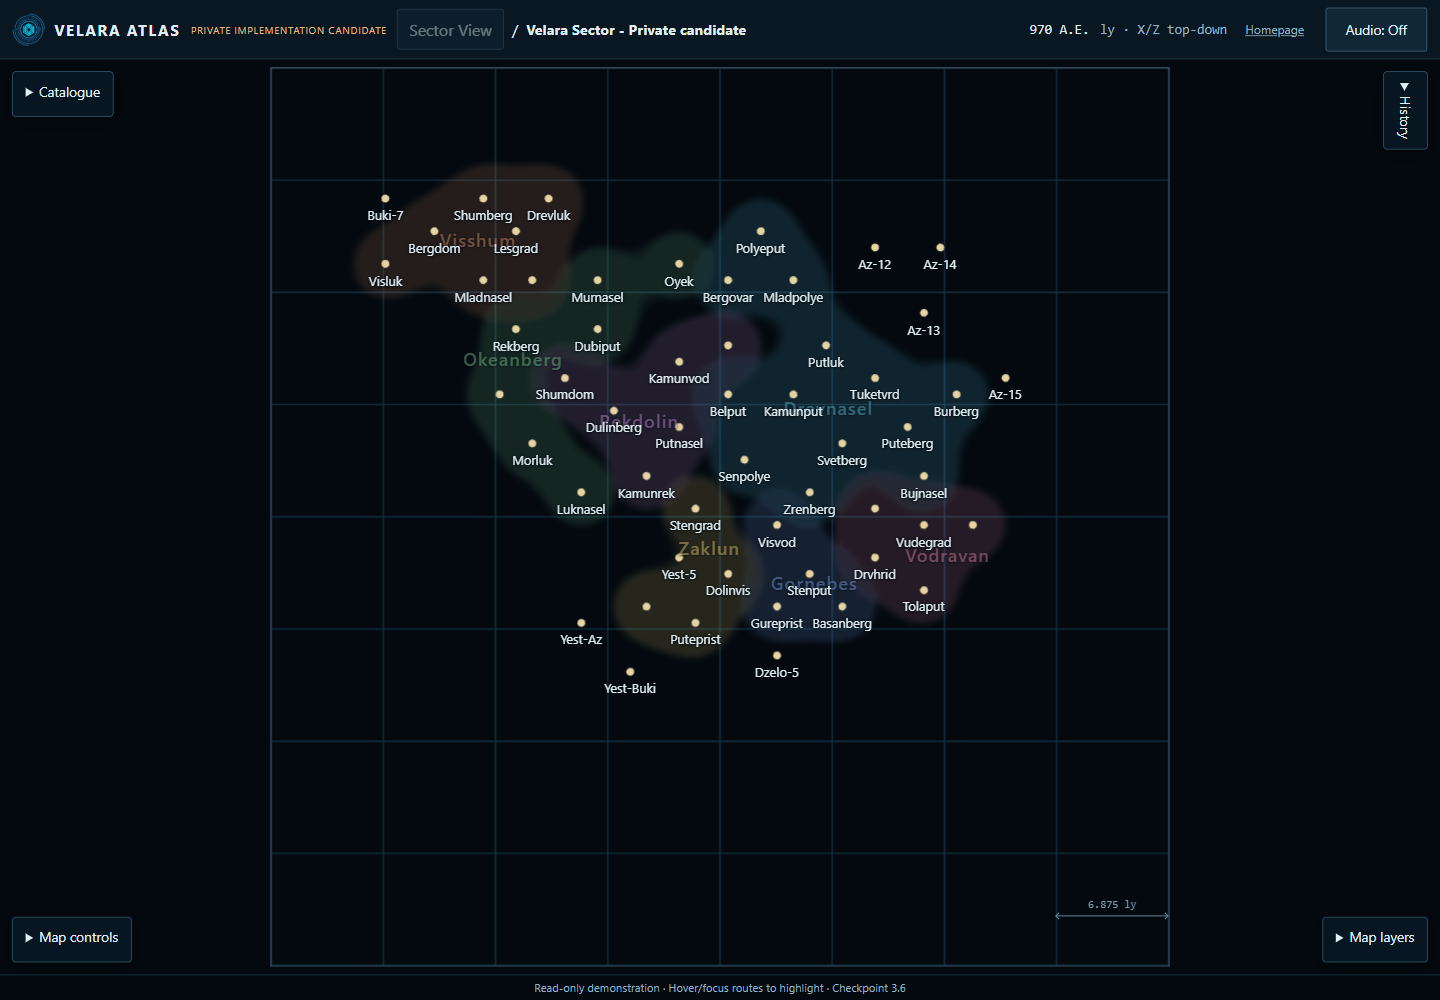 VELARA ATLAS PRIVATE IMPLEMENTATION CANDIDATE Sector View / Velara Sector - Private candidate 970 A.E. ly · X/Z top-down Homepage Audio: Off
Catalogue
History
Buki-7 Shumberg Drevluk
Visshum
Bergdom Lesgrad Polyeput
Az-12 Az-14
Visluk Oyek
Mladnasel Murnasel Bergovar Mladpolye
Az-13
Rekberg Dubiput
Okeanberg Putluk
Kamunvod
Shumdom Tuketvrd Az-15
Belput Kamunput Burberg
Rekdolin
Dulinberg
Putnasel Puteberg
Morluk Svetberg
Senpolye
Kamunrek Bujnasel
Luknasel Zrenberg
Stengrad
Visvod Vudegrad
Zaklun Vodravan
Yest-5 Drvhrid
Gornebes
Dolinvis Stenput
Tolaput
Gureprist Basanberg
Yest-Az Puteprist
Dzelo-5
Yest-Buki
6.875 ly
Map controls Map layers
Read-only demonstration · Hover/focus routes to highlight · Checkpoint 3.6